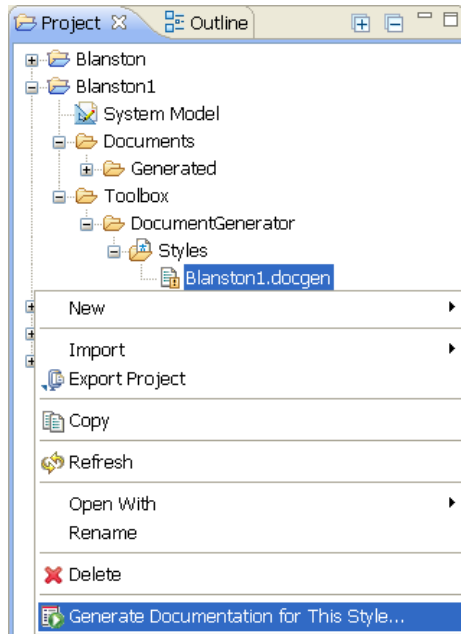 Project Outline
Blanston
Blanston1
System Model
Documents
Generated
Toolbox
DocumentGenerator
Styles
Blanston1.docgen
New
Import
Export Project
Copy
Refresh
Open With
Rename
Delete
Generate Documentation for This Style...